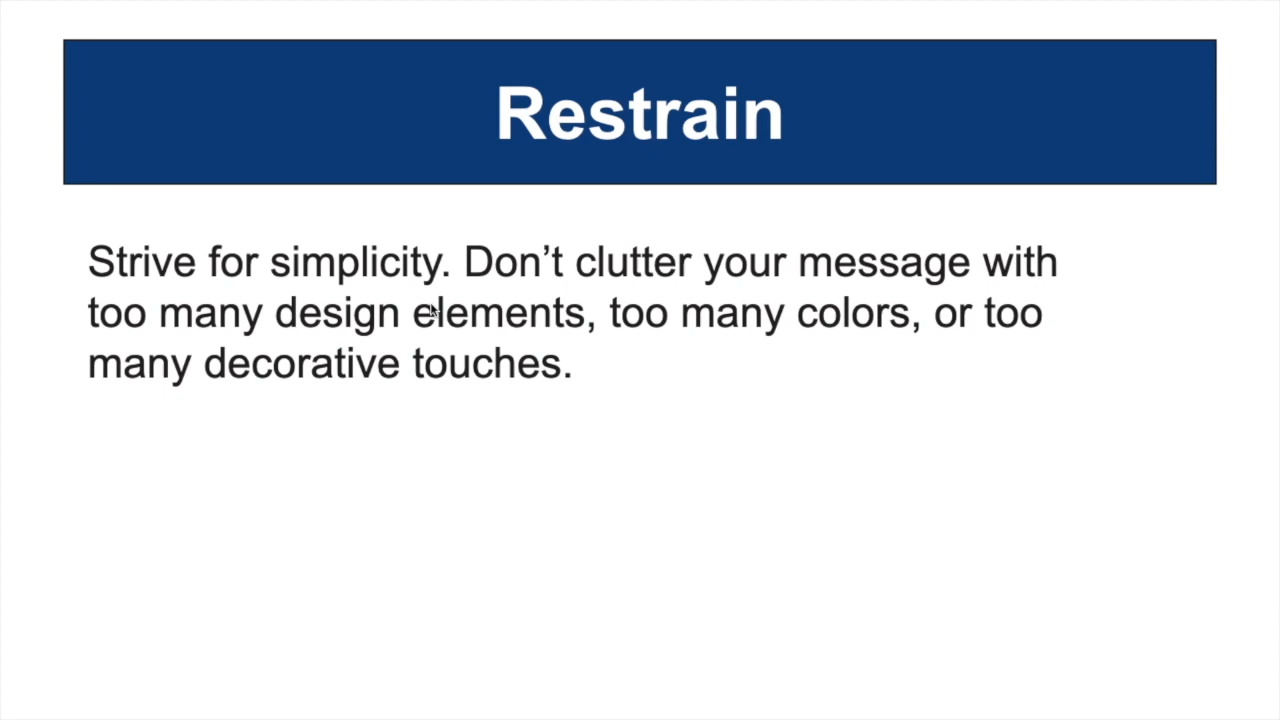 Restrain
Strive for simplicity. Don’t clutter your message with
too many design elements, too many colors, or too
many decorative touches.